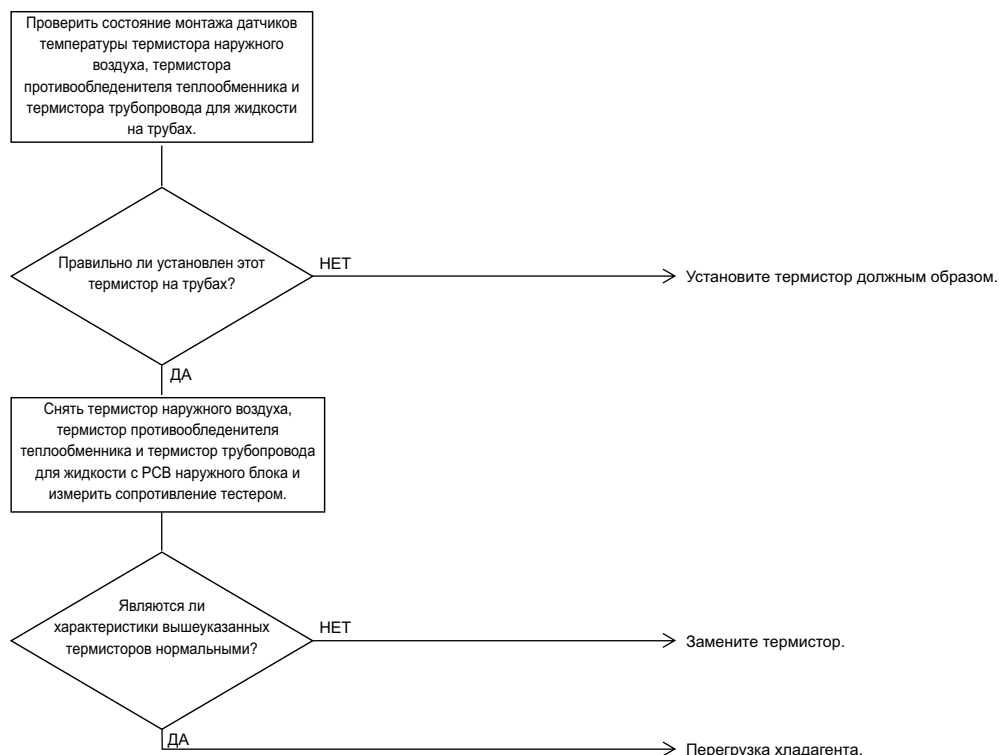 Проверить состояние монтажа датчиков
температуры термистора наружного
воздуха, термистора
противообледенителя теплообменника и
термистора трубопровода для жидкости
на трубах.
Правильно ли установлен этот
термистор на трубах?
НЕТ
Установите термистор должным образом.
ДА
Снять термистор наружного воздуха,
термистор противообледенителя
теплообменника и термистор трубопровода
для жидкости с PCB наружного блока и
измерить сопротивление тестером.
Являются ли
характеристики вышеуказанных
термисторов нормальными?
НЕТ
Замените термистор.
ДА
Перегрузка хладагента.